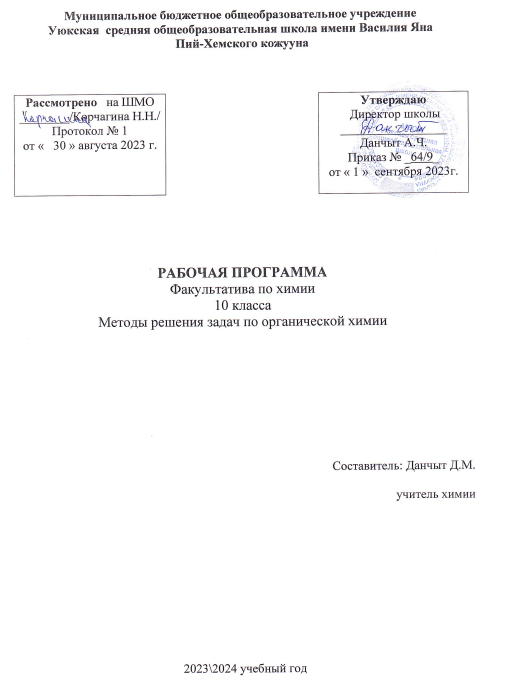 Муниципальное бюджетное общеобразовательное учреждение
Уюкская средняя общеобразовательная школа имени Василия Яна
Пий-Хемского кожууна
Рассмотрено на ШМО
/Корчагина Н.Н./
Протокол № 1
от « 30 » августа 2023 г.
Утверждаю
Директор школы
Данчыт А.Ч.
Приказ № 64/9
от « 1 » сентября 2023г.
РАБОЧАЯ ПРОГРАММА
Факультатива по химии
10 класса
Методы решения задач по органической химии
Составитель: Данчыт Д.М.
учитель химии
2023\2024 учебный год